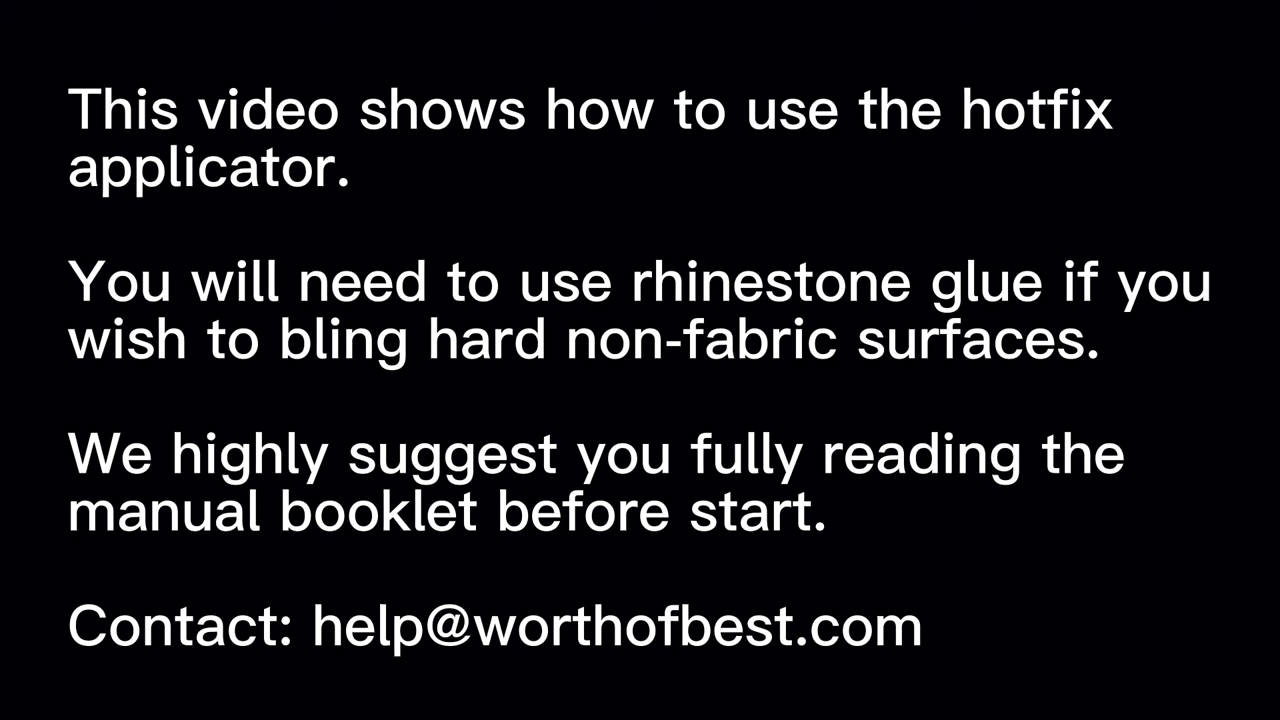 This video shows how to use the hotfix
applicator.
You will need to use rhinestone glue if you
wish to bling hard non-fabric surfaces.
We highly suggest you fully reading the
manual booklet before start.
Contact: help@worthofbest.com